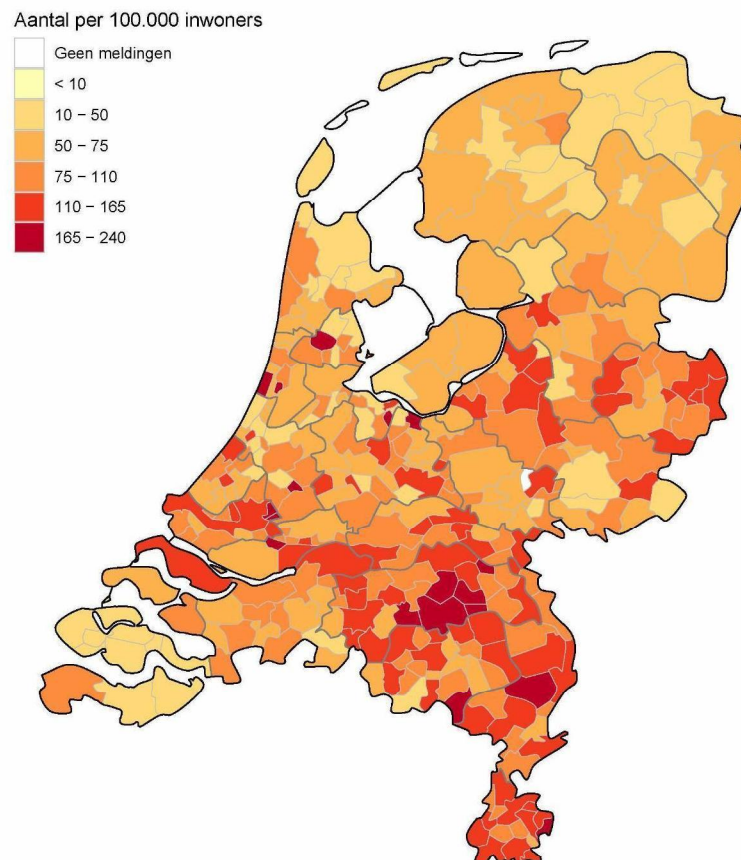 Aantal per 100.000 inwoners
Geen meldingen
< 10
10 – 50
50 – 75
75 – 110
110 – 165
165 – 240